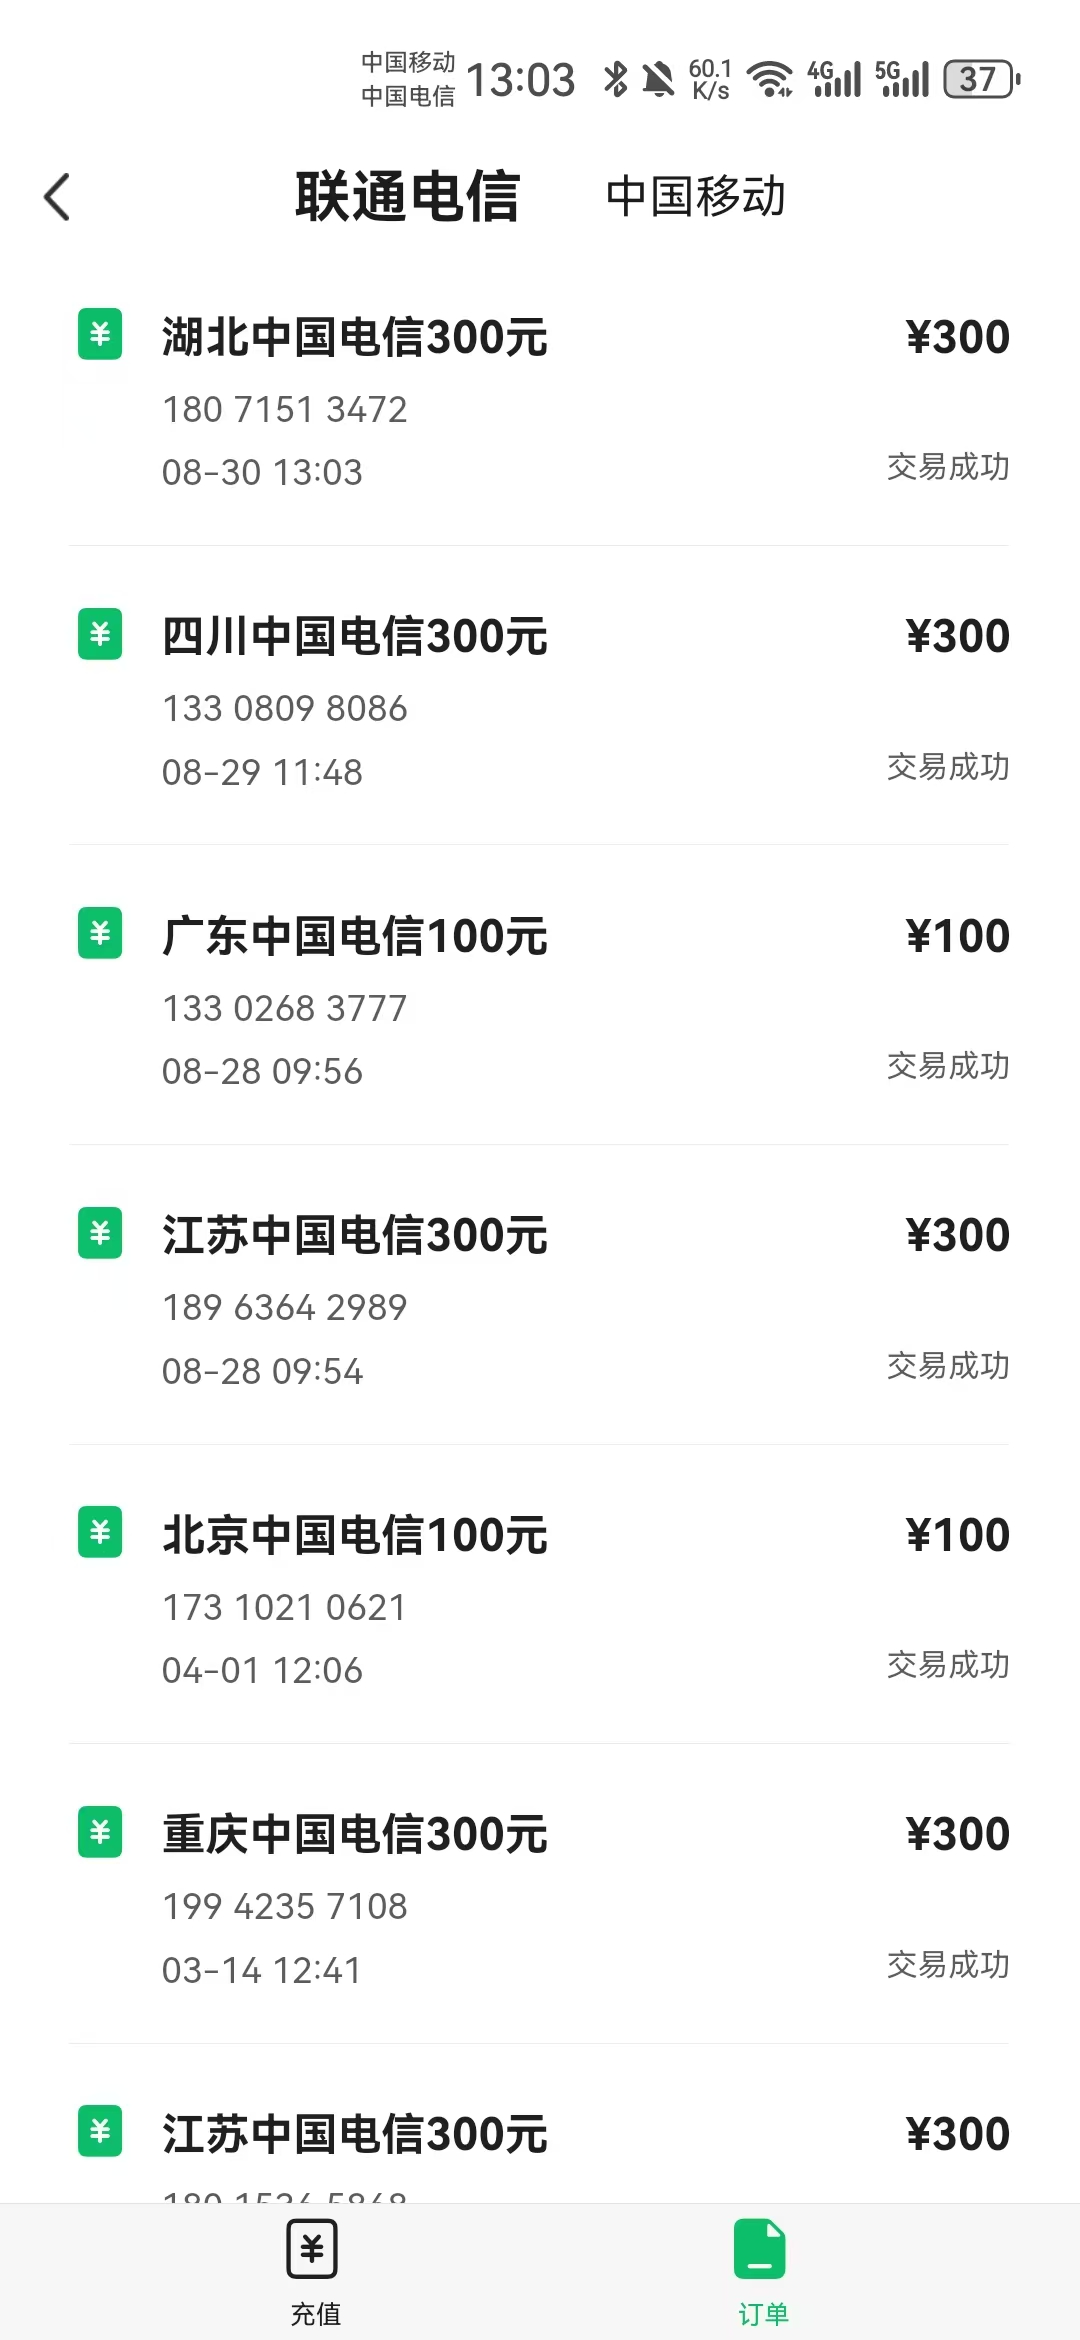 中国移动
中国电信
13:03
60.1
K/s
4G
5G
37
联通电信 中国移动
湖北中国电信300元 ¥300
180 7151 3472
08-30 13:03 交易成功
四川中国电信300元 ¥300
133 0809 8086
08-29 11:48 交易成功
广东中国电信100元 ¥100
133 0268 3777
08-28 09:56 交易成功
江苏中国电信300元 ¥300
189 6364 2989
08-28 09:54 交易成功
北京中国电信100元 ¥100
173 1021 0621
04-01 12:06 交易成功
重庆中国电信300元 ¥300
199 4235 7108
03-14 12:41 交易成功
江苏中国电信300元 ¥300
充值 订单